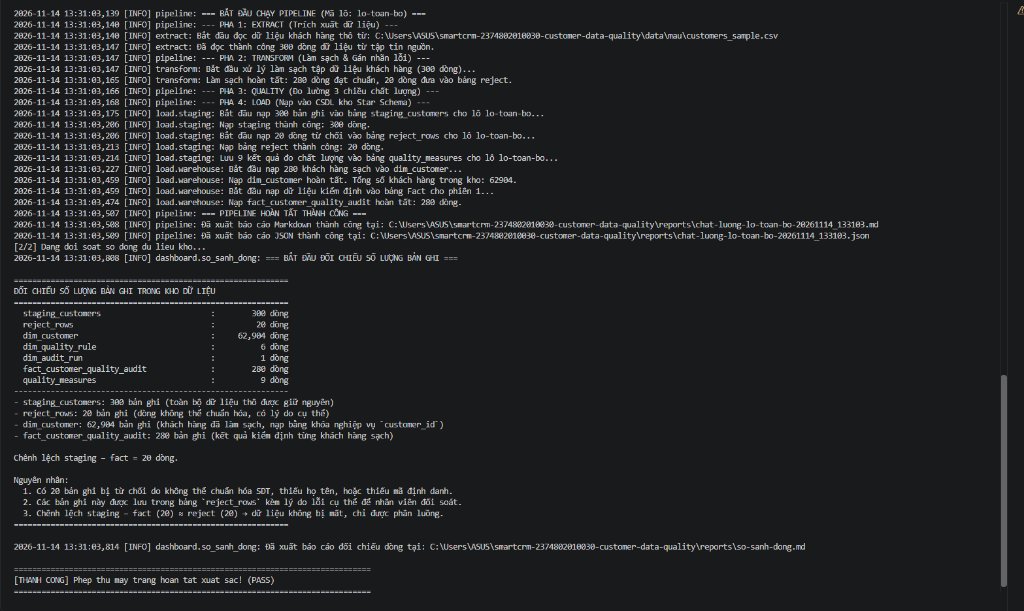 2026-11-14 13:31:03,139 [INFO] pipeline: === BẮT ĐẦU CHẠY PIPELINE (Mã lô: lo-toan-bo) ===
2026-11-14 13:31:03,140 [INFO] pipeline: --- PHA 1: EXTRACT (Trích xuất dữ liệu) ---
2026-11-14 13:31:03,140 [INFO] extract: Bắt đầu đọc dữ liệu khách hàng thô từ: C:\Users\ASUS\smartcrm-2374802010030-customer-data-quality\data\mau\customers_sample.csv
2026-11-14 13:31:03,147 [INFO] extract: Đã đọc thành công 300 dòng dữ liệu từ tập tin nguồn.
2026-11-14 13:31:03,147 [INFO] pipeline: --- PHA 2: TRANSFORM (Làm sạch & Gán nhãn lỗi) ---
2026-11-14 13:31:03,147 [INFO] transform: Bắt đầu xử lý làm sạch tập dữ liệu khách hàng (300 dòng)...
2026-11-14 13:31:03,165 [INFO] transform: Làm sạch hoàn tất: 280 dòng đạt chuẩn, 20 dòng đưa vào bảng reject.
2026-11-14 13:31:03,166 [INFO] pipeline: --- PHA 3: QUALITY (Đo lường 3 chiều chất lượng) ---
2026-11-14 13:31:03,168 [INFO] pipeline: --- PHA 4: LOAD (Nạp vào CSDL kho Star Schema) ---
2026-11-14 13:31:03,175 [INFO] load.staging: Bắt đầu nạp 300 bản ghi vào bảng staging_customers cho lô lo-toan-bo...
2026-11-14 13:31:03,206 [INFO] load.staging: Nạp staging thành công: 300 dòng.
2026-11-14 13:31:03,206 [INFO] load.staging: Bắt đầu nạp 20 dòng từ chối vào bảng reject_rows cho lô lo-toan-bo...
2026-11-14 13:31:03,213 [INFO] load.staging: Nạp bảng reject thành công: 20 dòng.
2026-11-14 13:31:03,214 [INFO] load.staging: Lưu 9 kết quả đo chất lượng vào bảng quality_measures cho lô lo-toan-bo...
2026-11-14 13:31:03,227 [INFO] load.warehouse: Bắt đầu nạp 280 khách hàng sạch vào dim_customer...
2026-11-14 13:31:03,459 [INFO] load.warehouse: Nạp dim_customer hoàn tất. Tổng số khách hàng trong kho: 62904.
2026-11-14 13:31:03,459 [INFO] load.warehouse: Bắt đầu nạp dữ liệu kiểm định vào bảng Fact cho phiên 1...
2026-11-14 13:31:03,474 [INFO] load.warehouse: Nạp fact_customer_quality_audit hoàn tất: 280 dòng.
2026-11-14 13:31:03,507 [INFO] pipeline: === PIPELINE HOÀN TẤT THÀNH CÔNG ===
2026-11-14 13:31:03,508 [INFO] pipeline: Đã xuất báo cáo Markdown thành công tại: C:\Users\ASUS\smartcrm-2374802010030-customer-data-quality\reports\chat-luong-lo-toan-bo-20261114_133103.md
2026-11-14 13:31:03,509 [INFO] pipeline: Đã xuất báo cáo JSON thành công tại: C:\Users\ASUS\smartcrm-2374802010030-customer-data-quality\reports\chat-luong-lo-toan-bo-20261114_133103.json
[2/2] Dang doi soat so dong du lieu kho...
2026-11-14 13:31:03,808 [INFO] dashboard.so_sanh_dong: === BẮT ĐẦU ĐỐI CHIẾU SỐ LƯỢNG BẢN GHI ===
============================================================
ĐỐI CHIẾU SỐ LƯỢNG BẢN GHI TRONG KHO DỮ LIỆU
============================================================
staging_customers : 300 dòng
reject_rows : 20 dòng
dim_customer : 62,904 dòng
dim_quality_rule : 6 dòng
dim_audit_run : 1 dòng
fact_customer_quality_audit : 280 dòng
quality_measures : 9 dòng
------------------------------------------------------------
- staging_customers: 300 bản ghi (toàn bộ dữ liệu thô được giữ nguyên)
- reject_rows: 20 bản ghi (dòng không thể chuẩn hóa, có lý do cụ thể)
- dim_customer: 62,904 bản ghi (khách hàng đã làm sạch, nạp bằng khóa nghiệp vụ `customer_id`)
- fact_customer_quality_audit: 280 bản ghi (kết quả kiểm định từng khách hàng sạch)
Chênh lệch staging – fact = 20 dòng.
Nguyên nhân:
1. Có 20 bản ghi bị từ chối do không thể chuẩn hóa SĐT, thiếu họ tên, hoặc thiếu mã định danh.
2. Các bản ghi này được lưu trong bảng `reject_rows` kèm lý do lỗi cụ thể để nhân viên đối soát.
3. Chênh lệch staging – fact (20) ≈ reject (20) → dữ liệu không bị mất, chỉ được phân luồng.
============================================================
2026-11-14 13:31:03,814 [INFO] dashboard.so_sanh_dong: Đã xuất báo cáo đối chiếu dòng tại: C:\Users\ASUS\smartcrm-2374802010030-customer-data-quality\reports\so-sanh-dong.md
==============================================================================
[THANH CONG] Phep thu may trang hoan tat xuat sac! (PASS)
==============================================================================